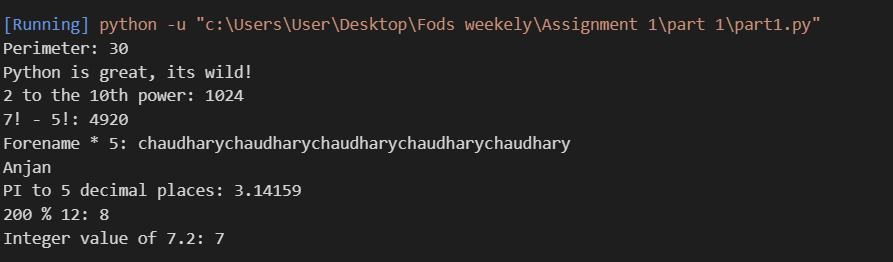 [Running] python -u "c:\Users\User\Desktop\Fods weekely\Assignment 1\part 1\part1.py"
Perimeter: 30
Python is great, its wild!
2 to the 10th power: 1024
7! - 5!: 4920
Forename * 5: chaudharychaudharychaudharychaudharychaudhary
Anjan
PI to 5 decimal places: 3.14159
200 % 12: 8
Integer value of 7.2: 7